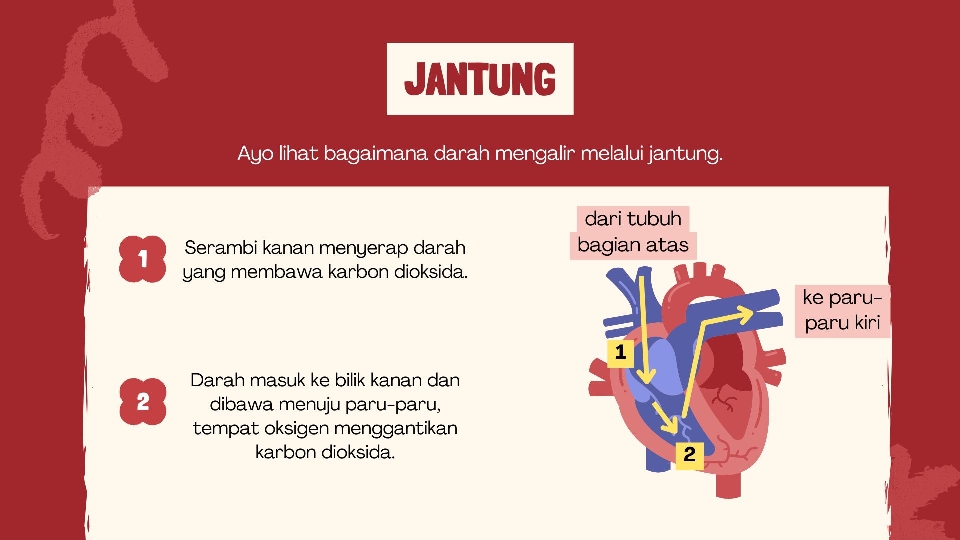 JANTUNG
Ayo lihat bagaimana darah mengalir melalui jantung.
1
Serambi kanan menyerap darah
yang membawa karbon dioksida.
2
Darah masuk ke bilik kanan dan
dibawa menuju paru-paru,
tempat oksigen menggantikan
karbon dioksida.
dari tubuh
bagian atas
ke paru-
paru kiri
1
2